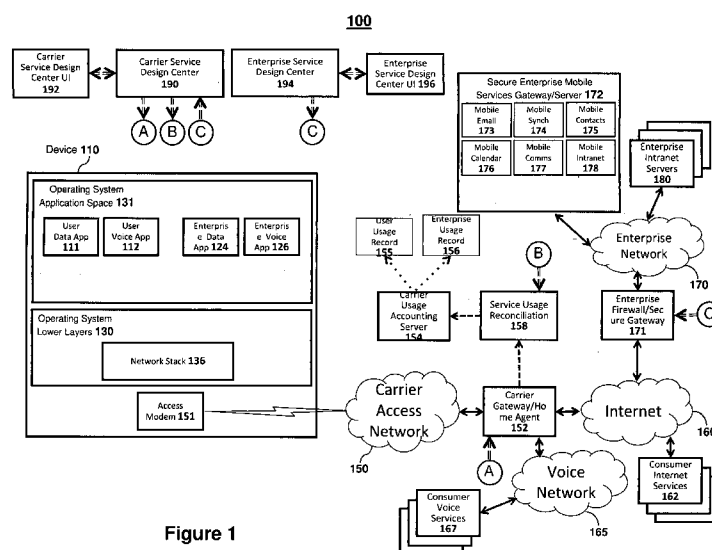 100
Carrier
Service Design
Center UI
192
Carrier Service
Design Center
190
Enterprise Service
Design Center
194
Enterprise
Service Design
Center UI 196
A
B
C
C
Secure Enterprise Mobile
Services Gateway/Server 172
Mobile
Email
173
Mobile
Synch
174
Mobile
Contacts
175
Mobile
Calendar
176
Mobile
Comms
177
Mobile
Intranet
178
Enterprise
Intranet Servers
180
Device 110
Operating System
Application Space 131
User
Data App
111
User
Voice App
112
Enterpris
e Data
App 124
Enterpris
e Voice
App 126
Operating System
Lower Layers 130
Network Stack 136
Access
Modem 151
User Usage
Record
155
Enterprise
Usage
Record
156
B
Enterprise
Network
170
Carrier Usage
Accounting
Server
154
Service Usage
Reconciliation
158
Enterprise
Firewall/Sec
ure Gateway
171
C
Carrier
Access
Network
150
Carrier
Gateway/Ho
me Agent
152
Internet
160
A
Voice
Network
165
Consumer
Internet
Services
162
Consumer
Voice
Services
167
Figure 1